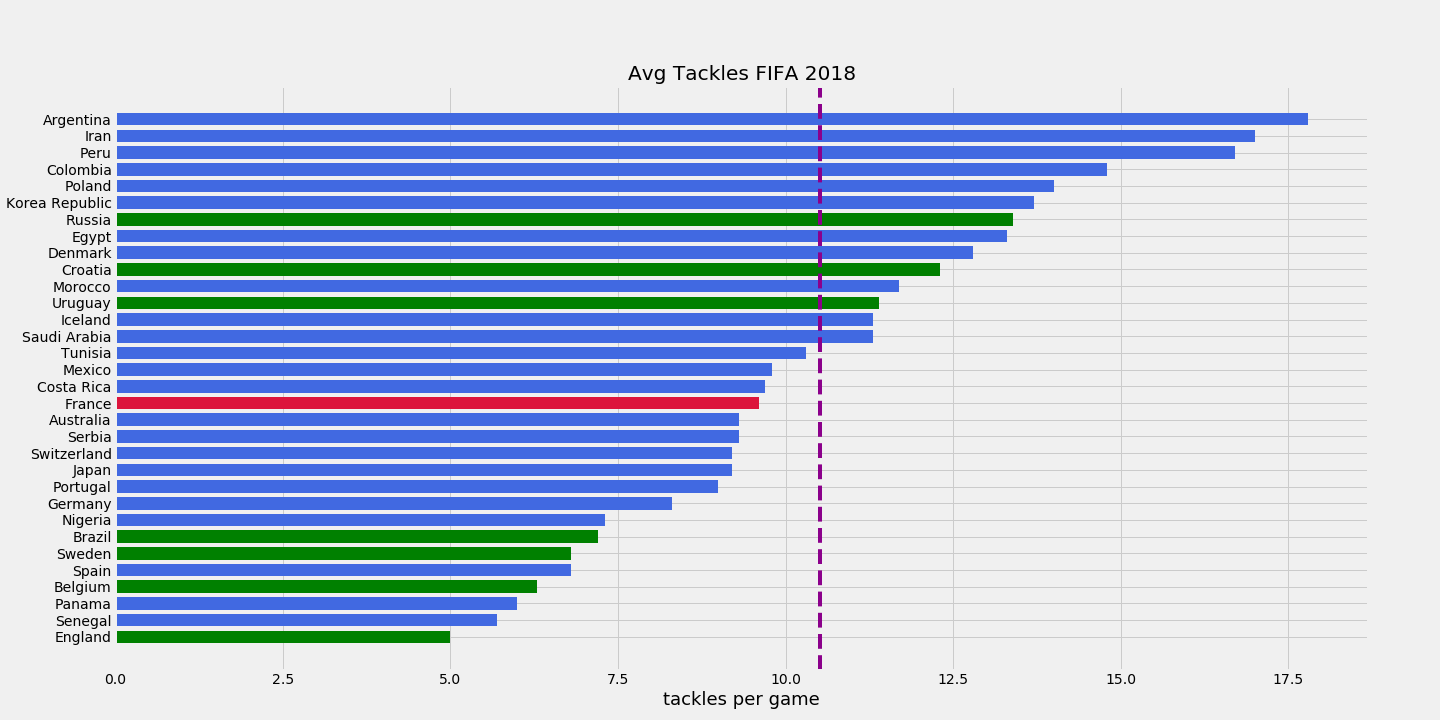 Avg Tackles FIFA 2018
Argentina
Iran
Peru
Colombia
Poland
Korea Republic
Russia
Egypt
Denmark
Croatia
Morocco
Uruguay
Iceland
Saudi Arabia
Tunisia
Mexico
Costa Rica
France
Australia
Serbia
Switzerland
Japan
Portugal
Germany
Nigeria
Brazil
Sweden
Spain
Belgium
Panama
Senegal
England
0.0 2.5 5.0 7.5 10.0 12.5 15.0 17.5
tackles per game